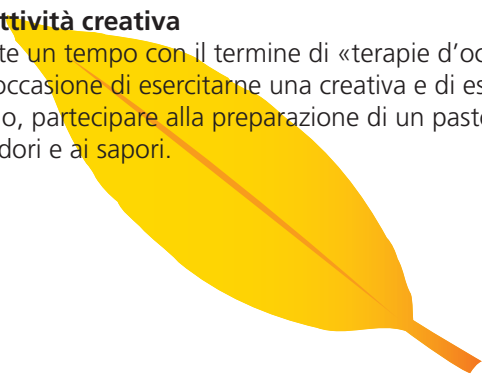 ttività creativa
te un tempo con il termine di «terapie d'oc
occasione di esercitarne una creativa e di es
o, partecipare alla preparazione di un paste
dori e ai sapori.